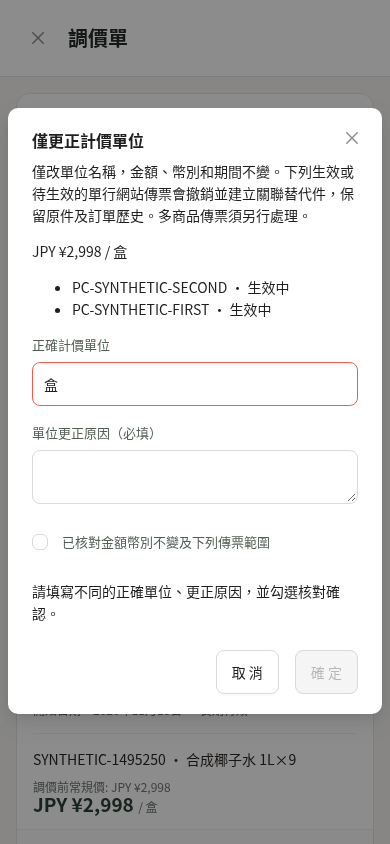 調價單
僅更正計價單位
僅改單位名稱，金額、幣別和期間不變。下列生效或
待生效的單行網站傳票會撤銷並建立關聯替代件，保
留原件及訂單歷史。多商品傳票須另行處理。
JPY ¥2,998 / 盒
PC-SYNTHETIC-SECOND · 生效中
PC-SYNTHETIC-FIRST · 生效中
正確計價單位
盒
單位更正原因（必填）
已核對金額幣別不變及下列傳票範圍
請填寫不同的正確單位、更正原因，並勾選核對確
認。
取 消
確 定
SYNTHETIC-1495250 · 合成椰子水 1L×9
調價前常規價: JPY ¥2,998
JPY ¥2,998 / 盒